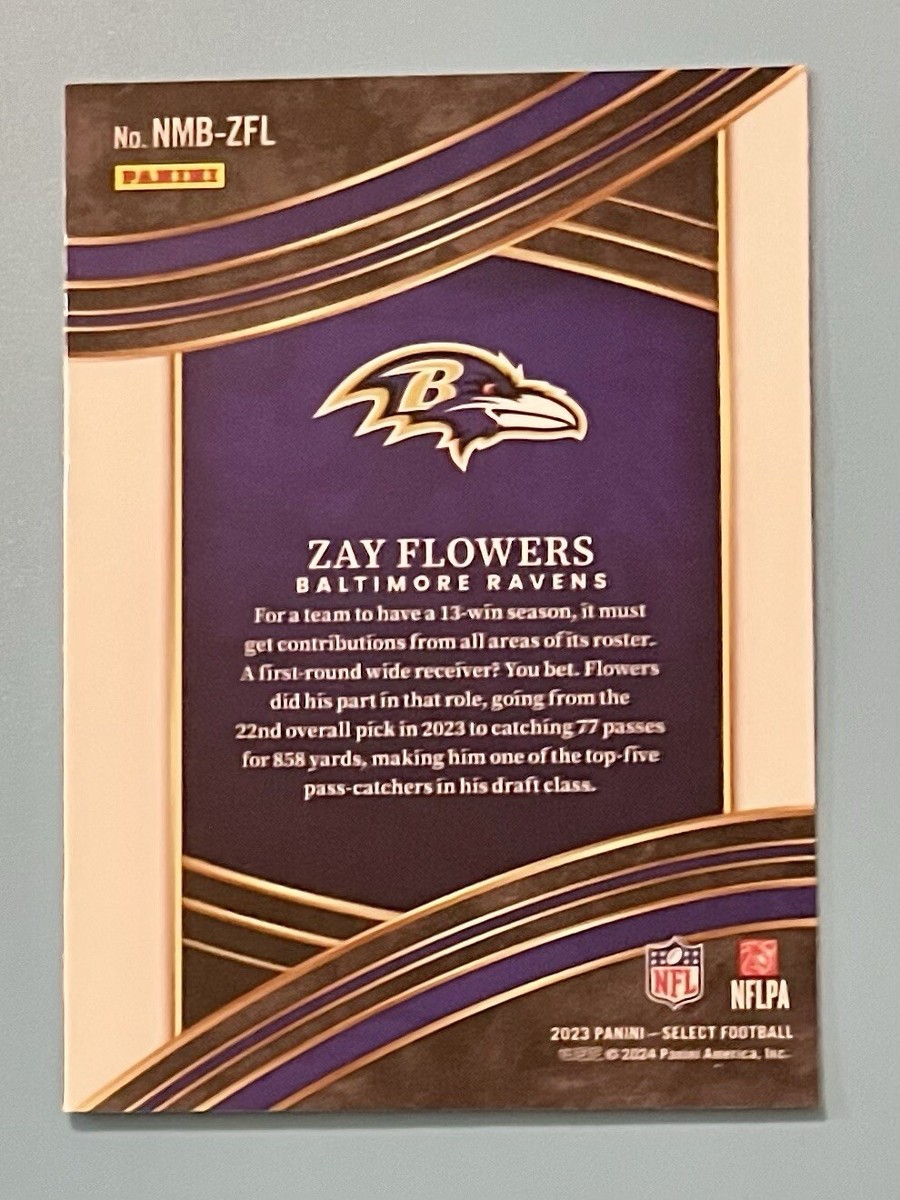 No. NMB-ZFL
PANINI
B
ZAY FLOWERS
BALTIMORE RAVENS
For a team to have a 13-win season, it must
get contributions from all areas of its roster.
A first-round wide receiver? You bet. Flowers
did his part in that role, going from the
22nd overall pick in 2023 to catching 77 passes
for 858 yards, making him one of the top-five
pass-catchers in his draft class.
NFL
NFLPA
2023 PANINI – SELECT FOOTBALL
© 2024 Panini America, Inc.